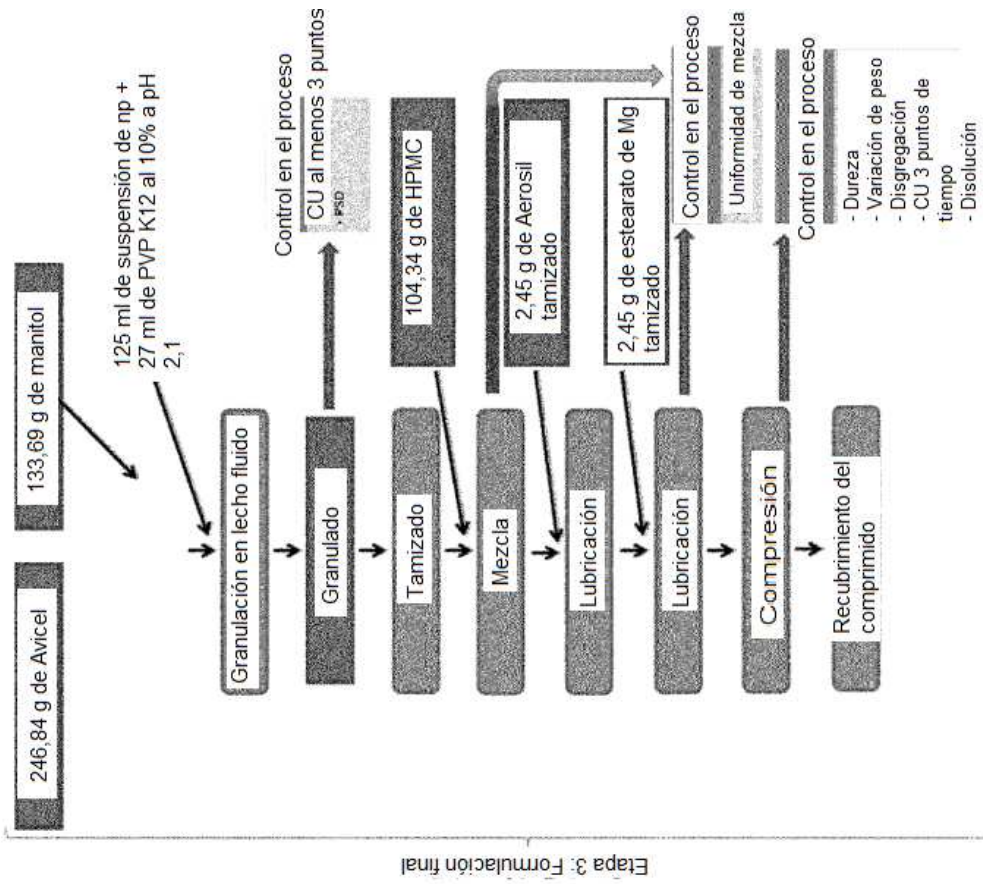 Etapa 3: Formulación final
246,84 g de Avicel
133,69 g de manitol
125 ml de suspensión de np +
27 ml de PVP K12 al 10% a pH
2,1
Granulación en lecho fluido
Granulado
Control en el proceso
CU al menos 3 puntos
- PSD
Tamizado
104,34 g de HPMC
Mezcla
2,45 g de Aerosil
tamizado
Lubricación
2,45 g de estearato de Mg
tamizado
Lubricación
Control en el proceso
- Uniformidad de mezcla
Compresión
Control en el proceso
- Dureza
- Variación de peso
- Disgregación
- CU 3 puntos de
tiempo
- Disolución
Recubrimiento del
comprimido